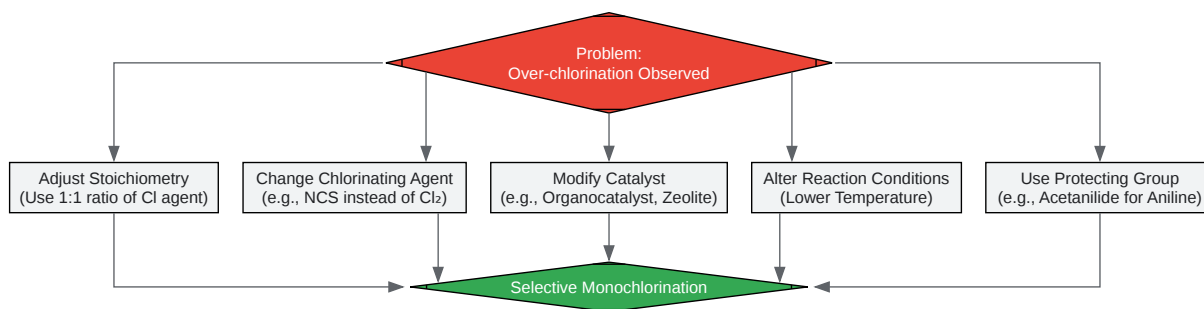 Problem:
Over-chlorination Observed
Adjust Stoichiometry
(Use 1:1 ratio of Cl agent)
Change Chlorinating Agent
(e.g., NCS instead of Cl₂)
Modify Catalyst
(e.g., Organocatalyst, Zeolite)
Alter Reaction Conditions
(Lower Temperature)
Use Protecting Group
(e.g., Acetanilide for Aniline)
Selective Monochlorination